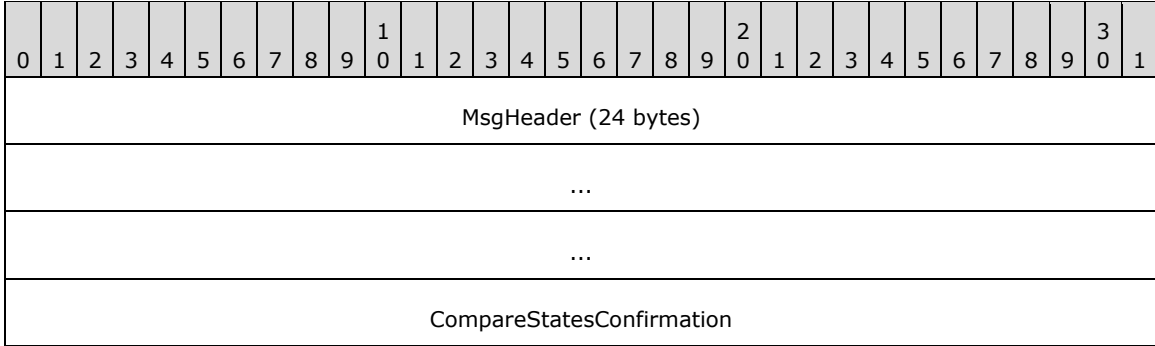 1 2 3
0 1 2 3 4 5 6 7 8 9 0 1 2 3 4 5 6 7 8 9 0 1 2 3 4 5 6 7 8 9 0 1
MsgHeader (24 bytes)
...
...
CompareStatesConfirmation